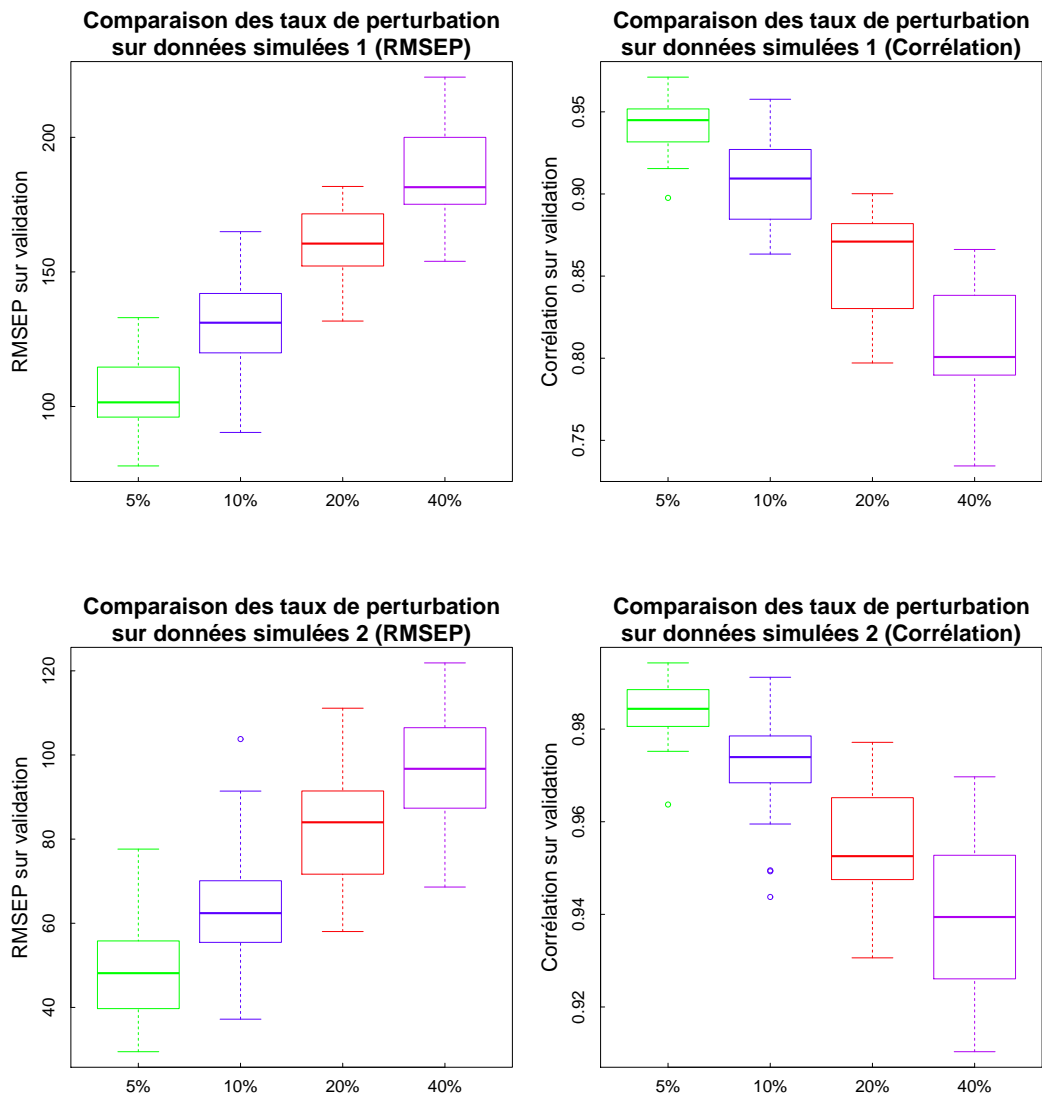 Comparaison des taux de perturbation
sur données simulées 1 (RMSEP)
RMSEP sur validation
200
150
100
5% 10% 20% 40%
Comparaison des taux de perturbation
sur données simulées 1 (Corrélation)
Corrélation sur validation
0.95
0.90
0.85
0.80
0.75
5% 10% 20% 40%
Comparaison des taux de perturbation
sur données simulées 2 (RMSEP)
RMSEP sur validation
120
100
80
60
40
5% 10% 20% 40%
Comparaison des taux de perturbation
sur données simulées 2 (Corrélation)
Corrélation sur validation
0.98
0.96
0.94
0.92
5% 10% 20% 40%